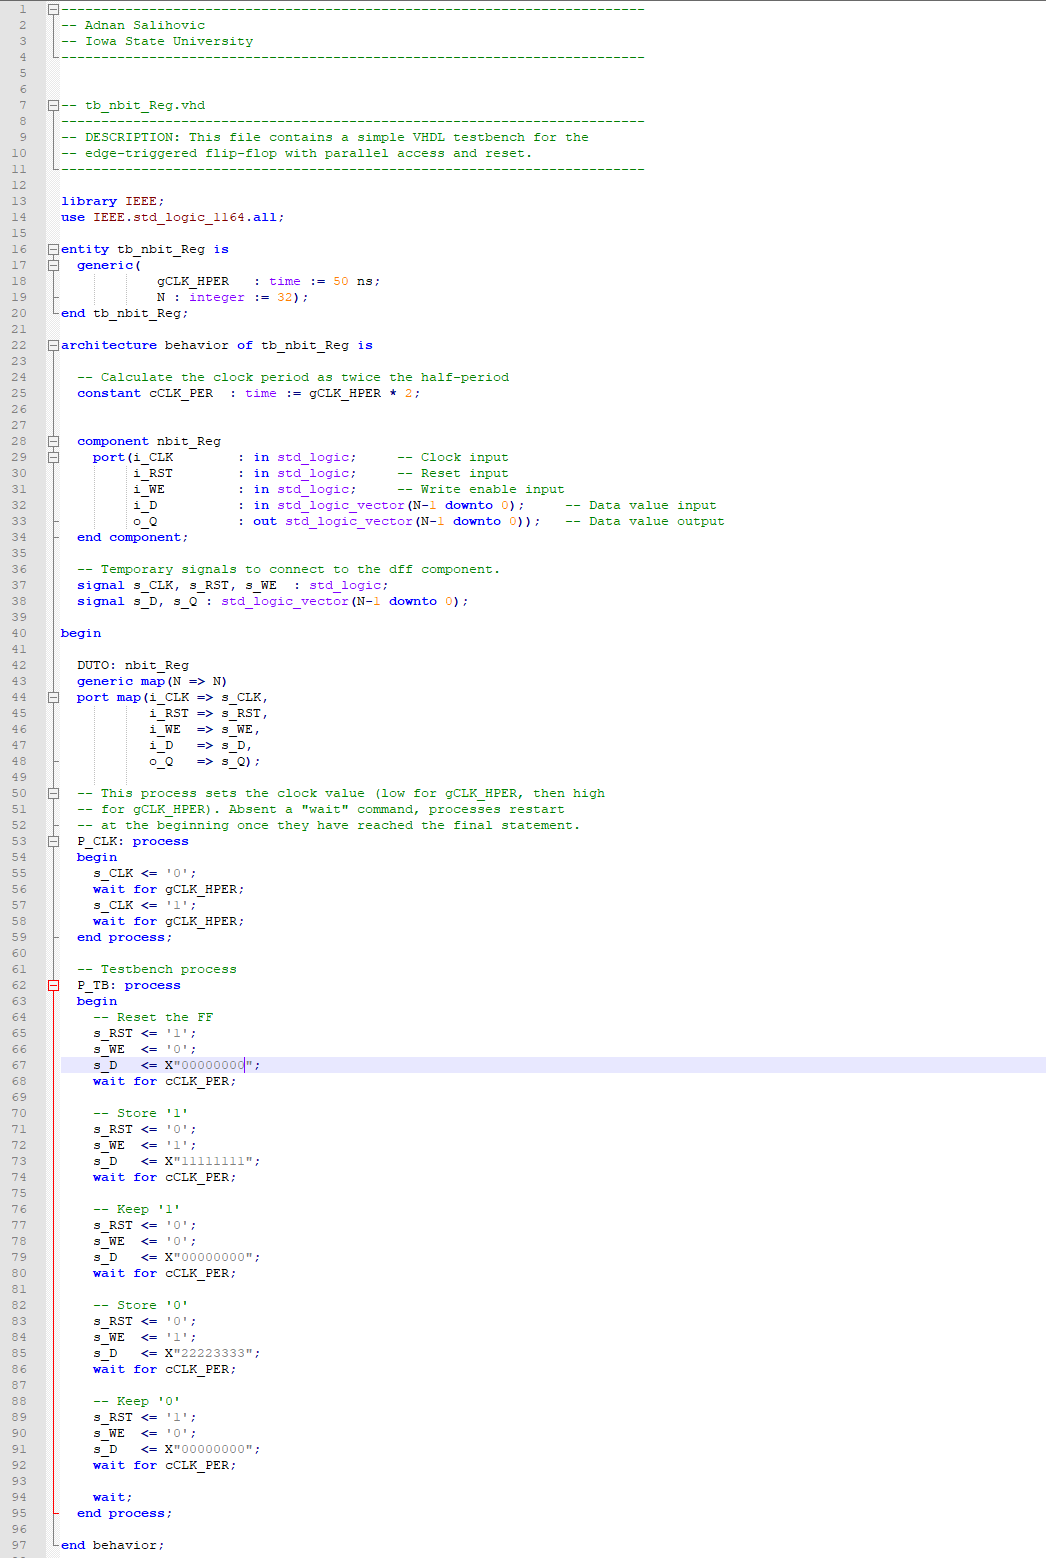 1 --------------------------------------------------------------------------
2 -- Adnan Salihovic
3 -- Iowa State University
4 --------------------------------------------------------------------------
5
6
7 -- tb_nbit_Reg.vhd
8 --------------------------------------------------------------------------
9 -- DESCRIPTION: This file contains a simple VHDL testbench for the
10 -- edge-triggered flip-flop with parallel access and reset.
11 --------------------------------------------------------------------------
12
13 library IEEE;
14 use IEEE.std_logic_1164.all;
15
16 entity tb_nbit_Reg is
17   generic(
18             gCLK_HPER   : time := 50 ns;
19             N : integer := 32);
20 end tb_nbit_Reg;
21
22 architecture behavior of tb_nbit_Reg is
23
24   -- Calculate the clock period as twice the half-period
25   constant cCLK_PER  : time := gCLK_HPER * 2;
26
27
28   component nbit_Reg
29     port(i_CLK        : in std_logic;     -- Clock input
30          i_RST        : in std_logic;     -- Reset input
31          i_WE         : in std_logic;     -- Write enable input
32          i_D          : in std_logic_vector(N-1 downto 0);     -- Data value input
33          o_Q          : out std_logic_vector(N-1 downto 0));   -- Data value output
34   end component;
35
36   -- Temporary signals to connect to the dff component.
37   signal s_CLK, s_RST, s_WE  : std_logic;
38   signal s_D, s_Q : std_logic_vector(N-1 downto 0);
39
40 begin
41
42   DUTO: nbit_Reg
43   generic map(N => N)
44   port map(i_CLK => s_CLK,
45            i_RST => s_RST,
46            i_WE  => s_WE,
47            i_D   => s_D,
48            o_Q   => s_Q);
49
50   -- This process sets the clock value (low for gCLK_HPER, then high
51   -- for gCLK_HPER). Absent a "wait" command, processes restart
52   -- at the beginning once they have reached the final statement.
53   P_CLK: process
54   begin
55     s_CLK <= '0';
56     wait for gCLK_HPER;
57     s_CLK <= '1';
58     wait for gCLK_HPER;
59   end process;
60
61   -- Testbench process
62   P_TB: process
63   begin
64     -- Reset the FF
65     s_RST <= '1';
66     s_WE  <= '0';
67     s_D   <= X"00000000";
68     wait for cCLK_PER;
69
70     -- Store '1'
71     s_RST <= '0';
72     s_WE  <= '1';
73     s_D   <= X"11111111";
74     wait for cCLK_PER;
75
76     -- Keep '1'
77     s_RST <= '0';
78     s_WE  <= '0';
79     s_D   <= X"00000000";
80     wait for cCLK_PER;
81
82     -- Store '0'
83     s_RST <= '0';
84     s_WE  <= '1';
85     s_D   <= X"22223333";
86     wait for cCLK_PER;
87
88     -- Keep '0'
89     s_RST <= '1';
90     s_WE  <= '0';
91     s_D   <= X"00000000";
92     wait for cCLK_PER;
93
94     wait;
95   end process;
96
97 end behavior;